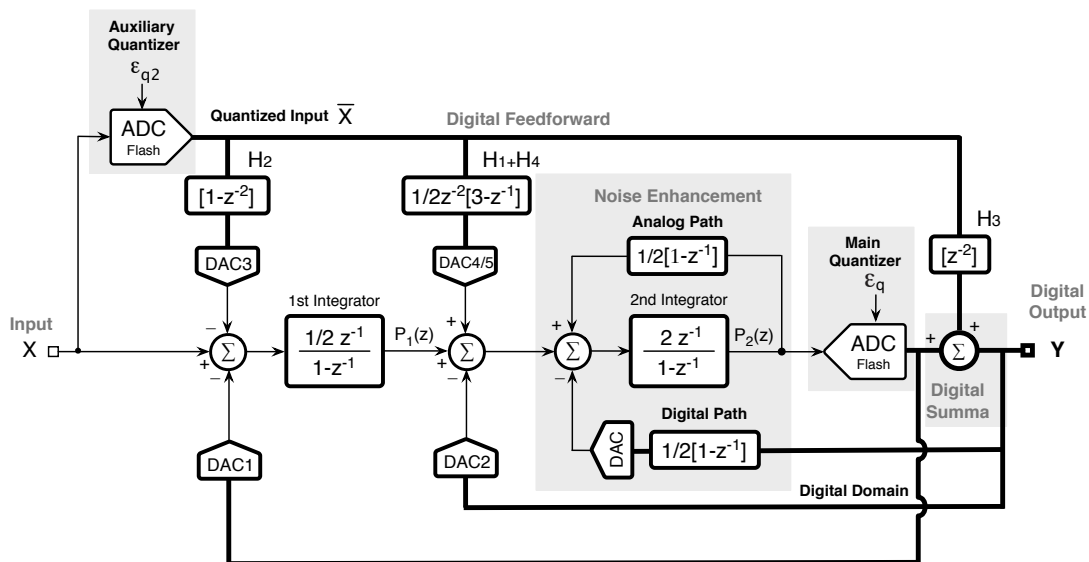 Auxiliary
Quantizer
ε_q2
ADC
Flash
Quantized Input X̅
Digital Feedforward
H2
[1-z⁻²]
DAC3
H1+H4
1/2z⁻²[3-z⁻¹]
DAC4/5
Noise Enhancement
Analog Path
1/2[1-z⁻¹]
Main
Quantizer
ε_q
ADC
Flash
H3
[z⁻²]
Digital
Output
Y
Input
X
−
+
−
Σ
1st Integrator
1/2 z⁻¹
1-z⁻¹
P₁(z)
+
+
−
Σ
+
−
Σ
2nd Integrator
2 z⁻¹
1-z⁻¹
P₂(z)
+
+
Σ
Digital
Summa
Digital Path
DAC
1/2[1-z⁻¹]
DAC1
DAC2
Digital Domain